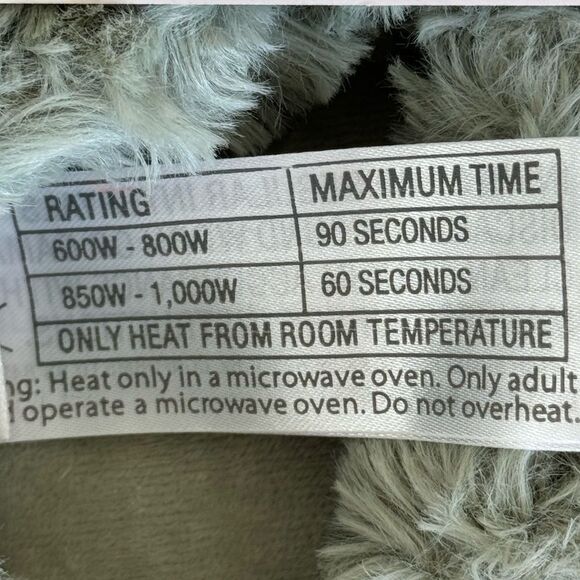 RATING MAXIMUM TIME
600W - 800W 90 SECONDS
850W - 1,000W 60 SECONDS
ONLY HEAT FROM ROOM TEMPERATURE
ng: Heat only in a microwave oven. Only adult
operate a microwave oven. Do not overheat.